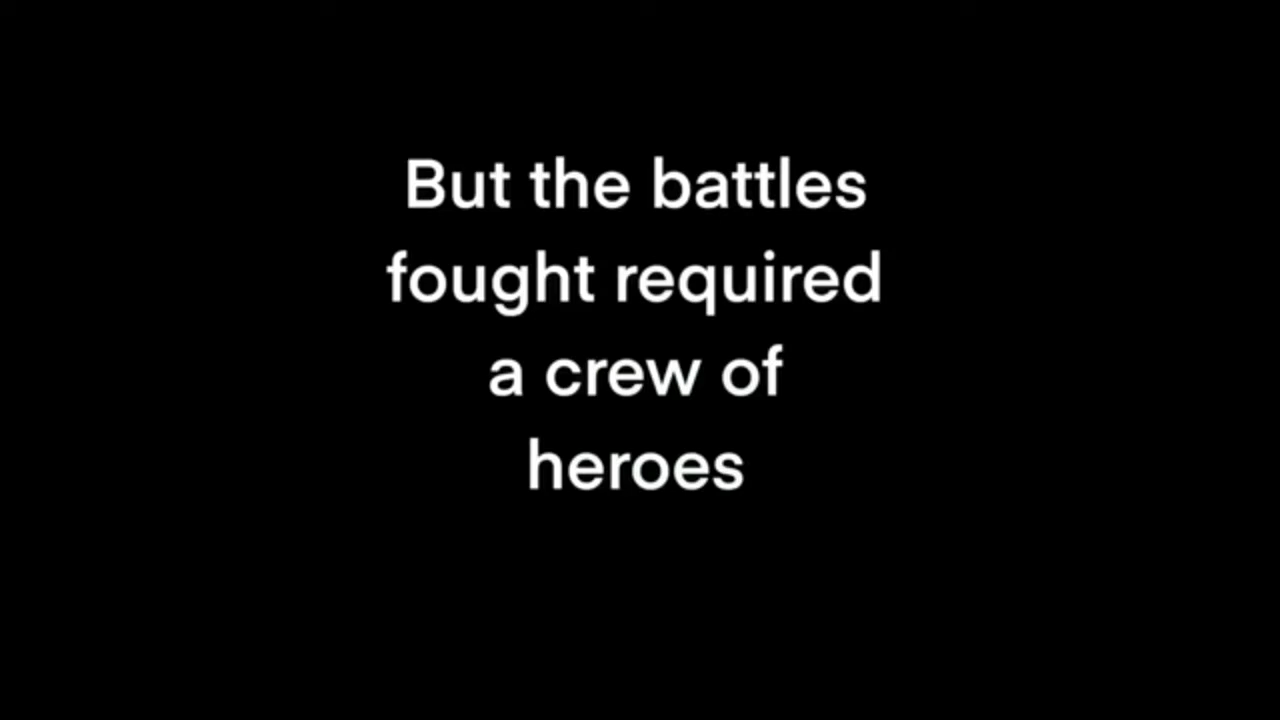 But the battles
fought required
a crew of
heroes